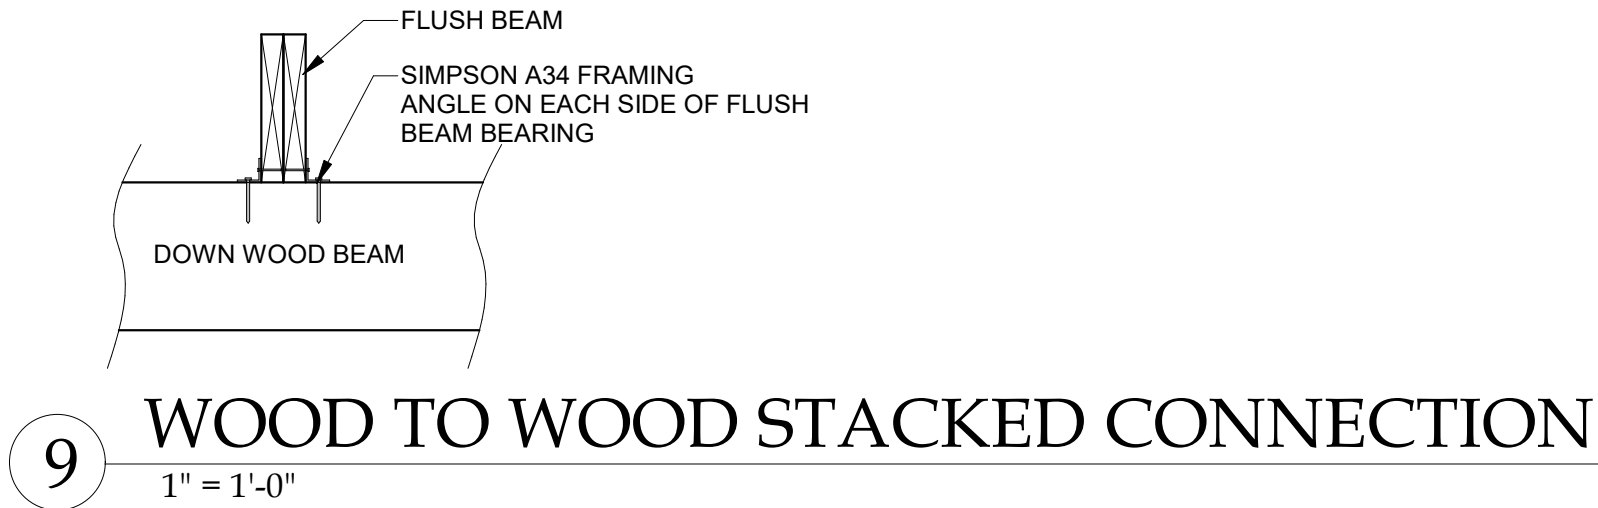 FLUSH BEAM
SIMPSON A34 FRAMING
ANGLE ON EACH SIDE OF FLUSH
BEAM BEARING
DOWN WOOD BEAM
9
WOOD TO WOOD STACKED CONNECTION
1" = 1'-0"